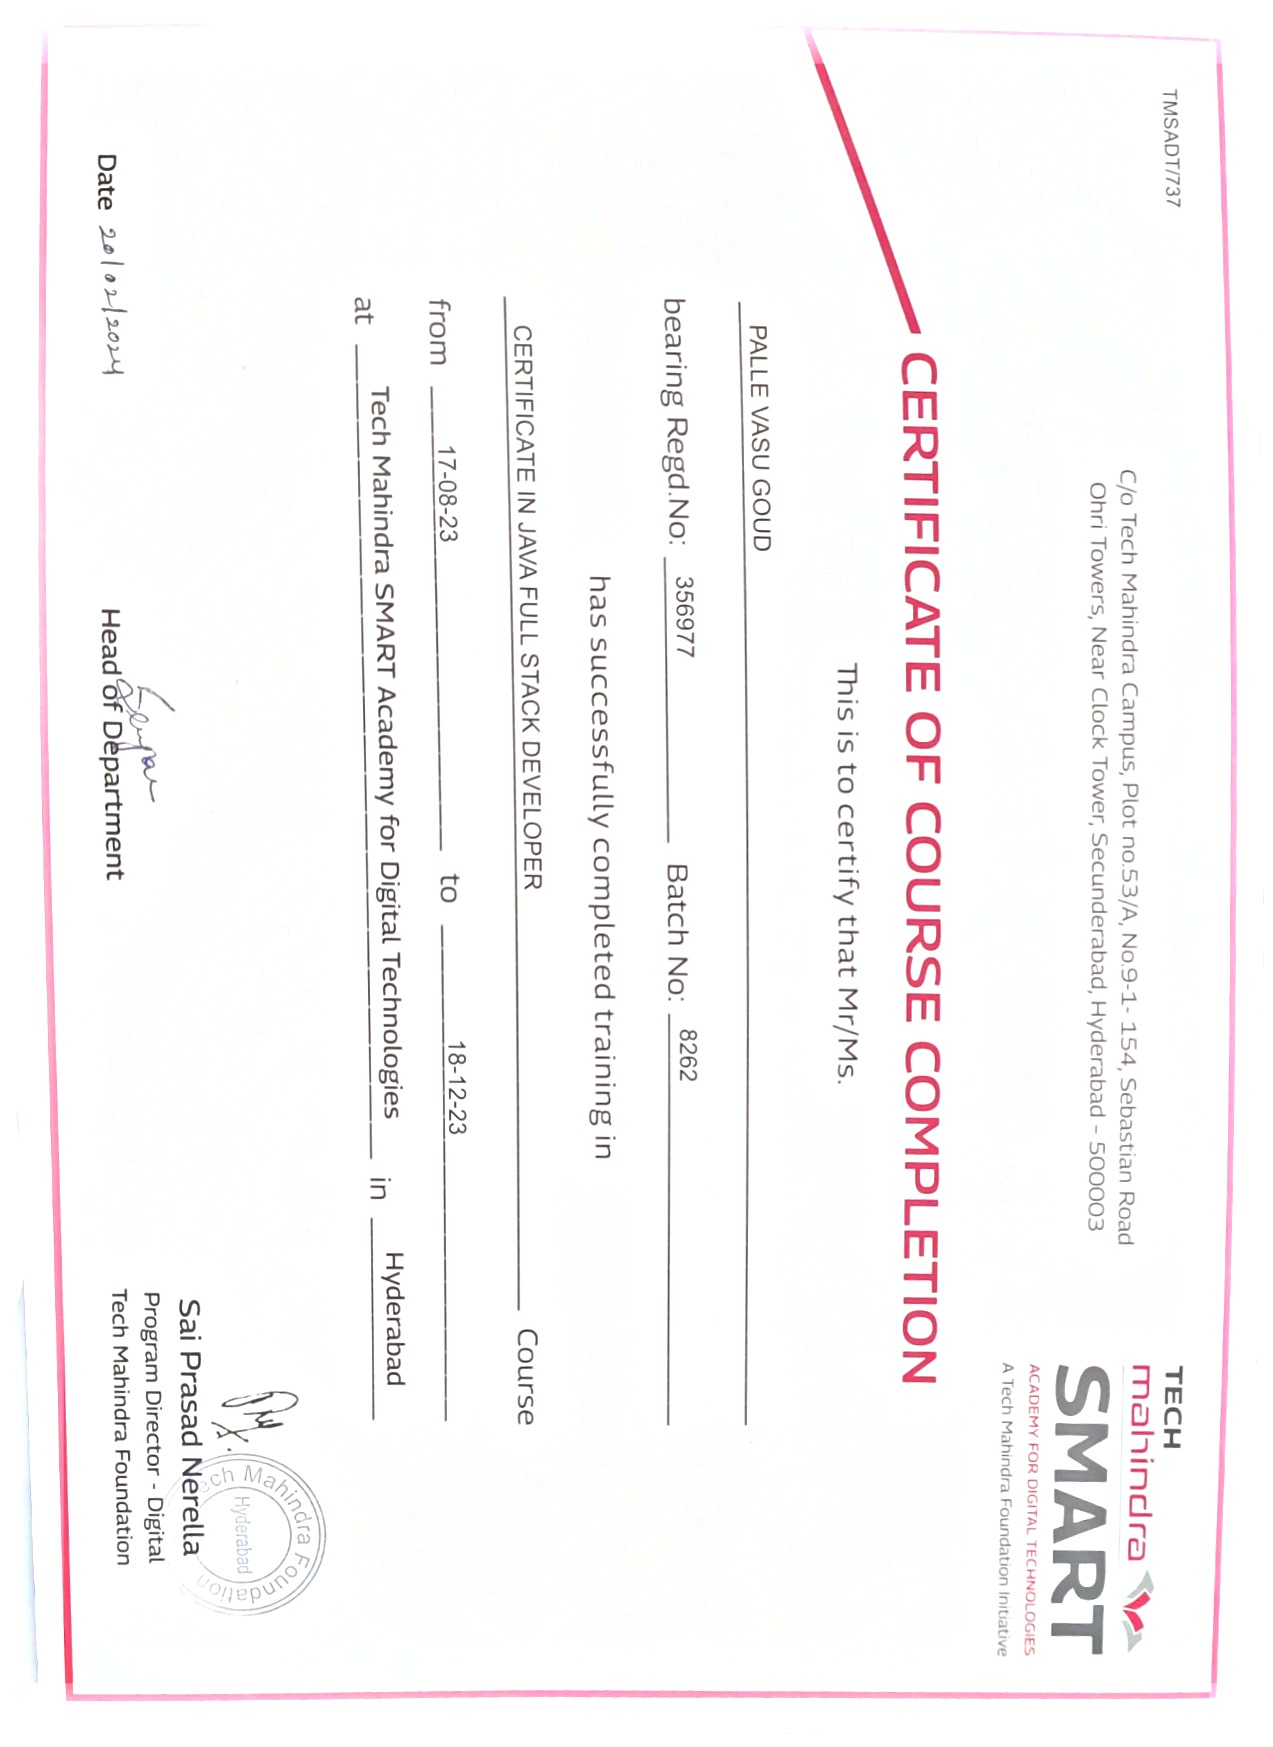 TMSADT/737
C/o Tech Mahindra Campus, Plot no.53/A, No.9-1- 154, Sebastian Road
Ohri Towers, Near Clock Tower, Secunderabad, Hyderabad - 500003
TECH
mahindra
SMART
ACADEMY FOR DIGITAL TECHNOLOGIES
A Tech Mahindra Foundation Initiative
CERTIFICATE OF COURSE COMPLETION
This is to certify that Mr/Ms.
PALLE VASU GOUD
bearing Regd.No: 356977 Batch No: 8262
has successfully completed training in
CERTIFICATE IN JAVA FULL STACK DEVELOPER Course
from 17-08-23 to 18-12-23
at Tech Mahindra SMART Academy for Digital Technologies in Hyderabad
Tech Mahindra Foundation
Hyderabad
Sai Prasad Nerella
Program Director - Digital
Tech Mahindra Foundation
Head of Department
Date 20/02/2024